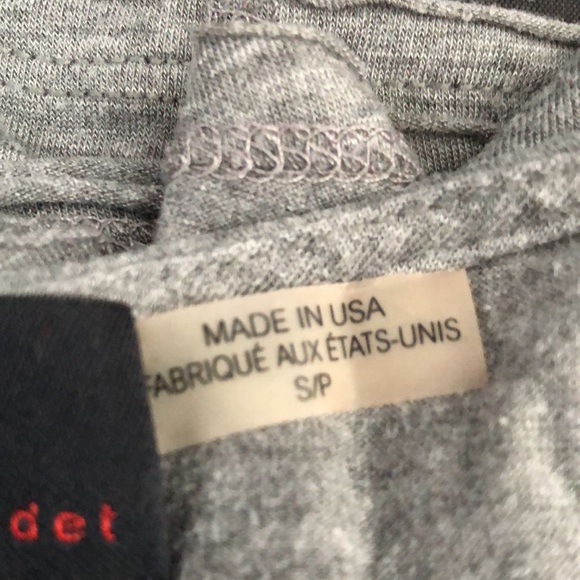 MADE IN USA
FABRIQUÉ AUX ÉTATS-UNIS
S/P
det